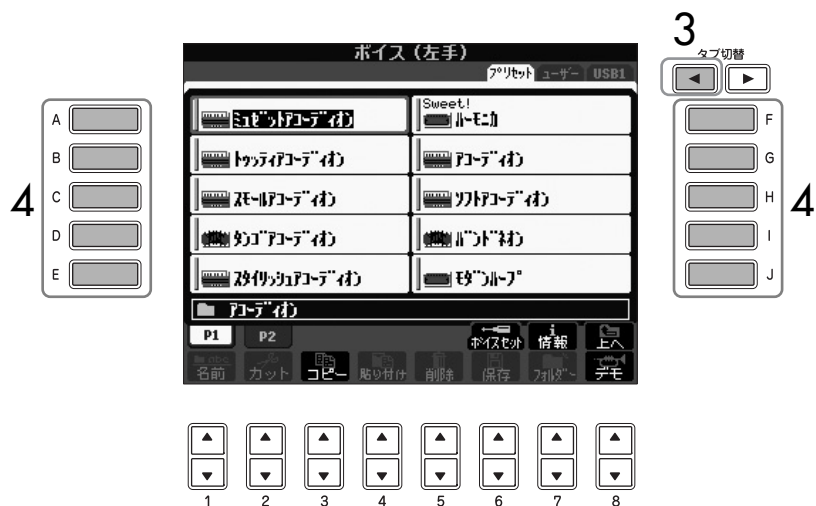 ボイス（左手）
プリセット ユーザー USB1
3
タブ切替
A
B
C
D
E
4
ミュゼットアコーディオン
トゥッティアコーディオン
スモールアコーディオン
タンゴアコーディオン
スタイリッシュアコーディオン
Sweet!
ハーモニカ
アコーディオン
ソフトアコーディオン
バンドネオン
モダンハープ
アコーディオン
P1 P2 ボイスセット 情報 上へ
名前 カット コピー 貼り付け 削除 保存 フォルダー デモ
F
G
H
I
J
4
1 2 3 4 5 6 7 8